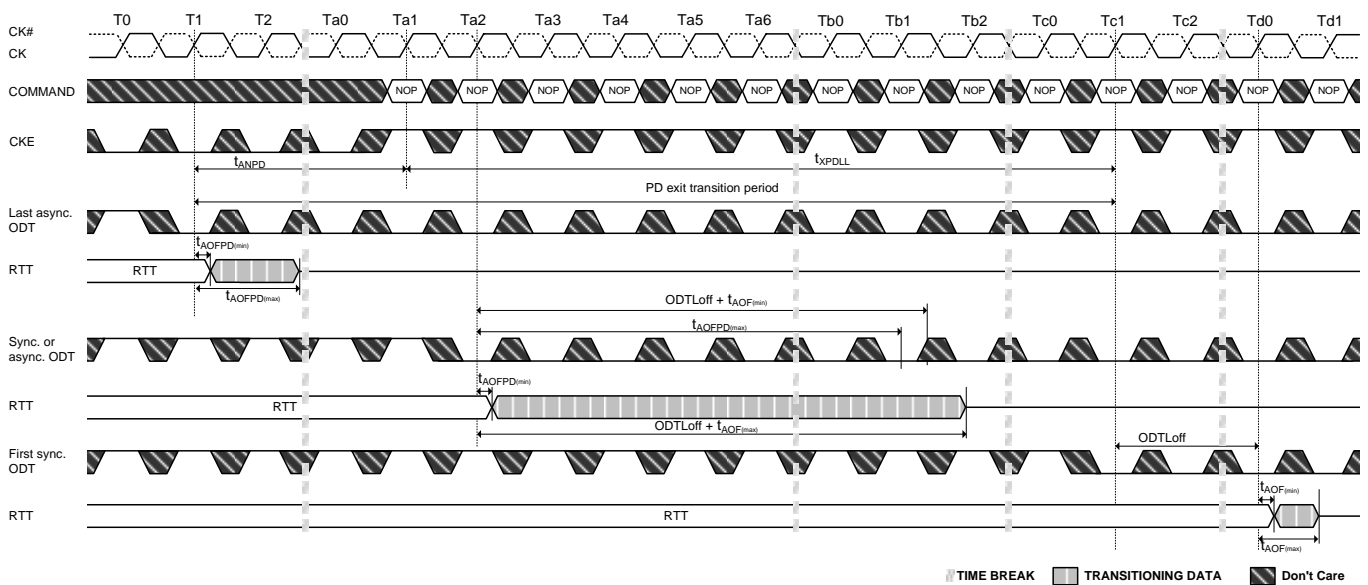 T0 T1 T2 Ta0 Ta1 Ta2 Ta3 Ta4 Ta5 Ta6 Tb0 Tb1 Tb2 Tc0 Tc1 Tc2 Td0 Td1
CK#
CK
COMMAND NOP NOP NOP NOP NOP NOP NOP NOP NOP NOP NOP NOP NOP NOP
CKE
tANPD tXPDLL
PD exit transition period
Last async.
ODT
tAOFPD(min)
RTT RTT
tAOFPD(max)
ODTLoff + tAOF(min)
tAOFPD(max)
Sync. or
async. ODT
tAOFPD(min)
RTT RTT
ODTLoff + tAOF(max)
ODTLoff
First sync.
ODT
tAOF(min)
RTT RTT
tAOF(max)
TIME BREAK TRANSITIONING DATA Don't Care